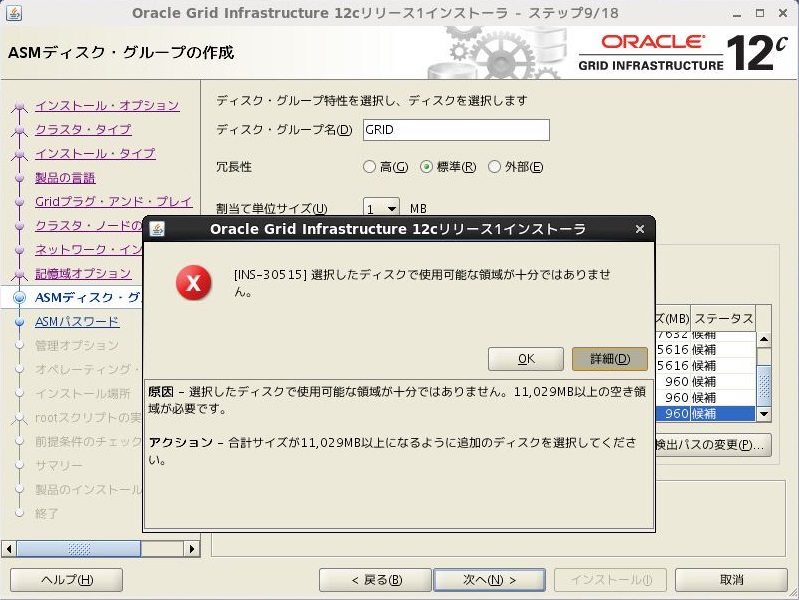 Oracle Grid Infrastructure 12cリリース1インストーラ - ステップ9/18
ASMディスク・グループの作成
ORACLE
GRID INFRASTRUCTURE
12c
インストール・オプション
クラスタ・タイプ
インストール・タイプ
製品の言語
Gridプラグ・アンド・プレイ
クラスタ・ノードの
ネットワーク・イン
記憶域オプション
ASMディスク・グ
ASMパスワード
管理オプション
オペレーティング・
インストール場所
rootスクリプトの実
前提条件のチェック
サマリー
製品のインストール
終了
ディスク・グループ特性を選択し、ディスクを選択します
ディスク・グループ名(D) GRID
冗長性 高(G) 標準(R) 外部(E)
割当て単位サイズ(U) 1 MB
ズ(MB) ステータス
7632 候補
5616 候補
5616 候補
960 候補
960 候補
960 候補
検出パスの変更(P)...
Oracle Grid Infrastructure 12cリリース1インストーラ
[INS-30515] 選択したディスクで使用可能な領域が十分ではありませ
ん。
OK 詳細(D)
原因 - 選択したディスクで使用可能な領域が十分ではありません。11,029MB以上の空き領
域が必要です。
アクション - 合計サイズが11,029MB以上になるように追加のディスクを選択してくださ
い。
ヘルプ(H) < 戻る(B) 次へ(N) > インストール(I) 取消